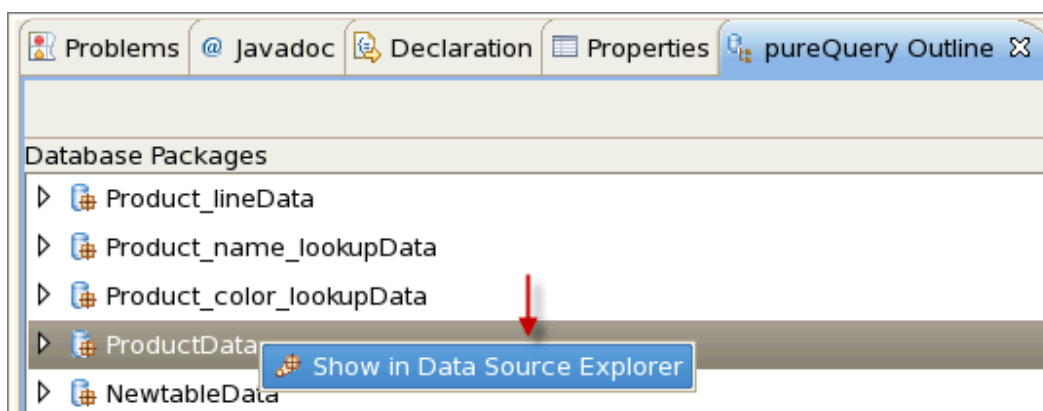 Problems @ Javadoc Declaration Properties pureQuery Outline
Database Packages
Product_lineData
Product_name_lookupData
Product_color_lookupData
ProductData
Show in Data Source Explorer
NewtableData